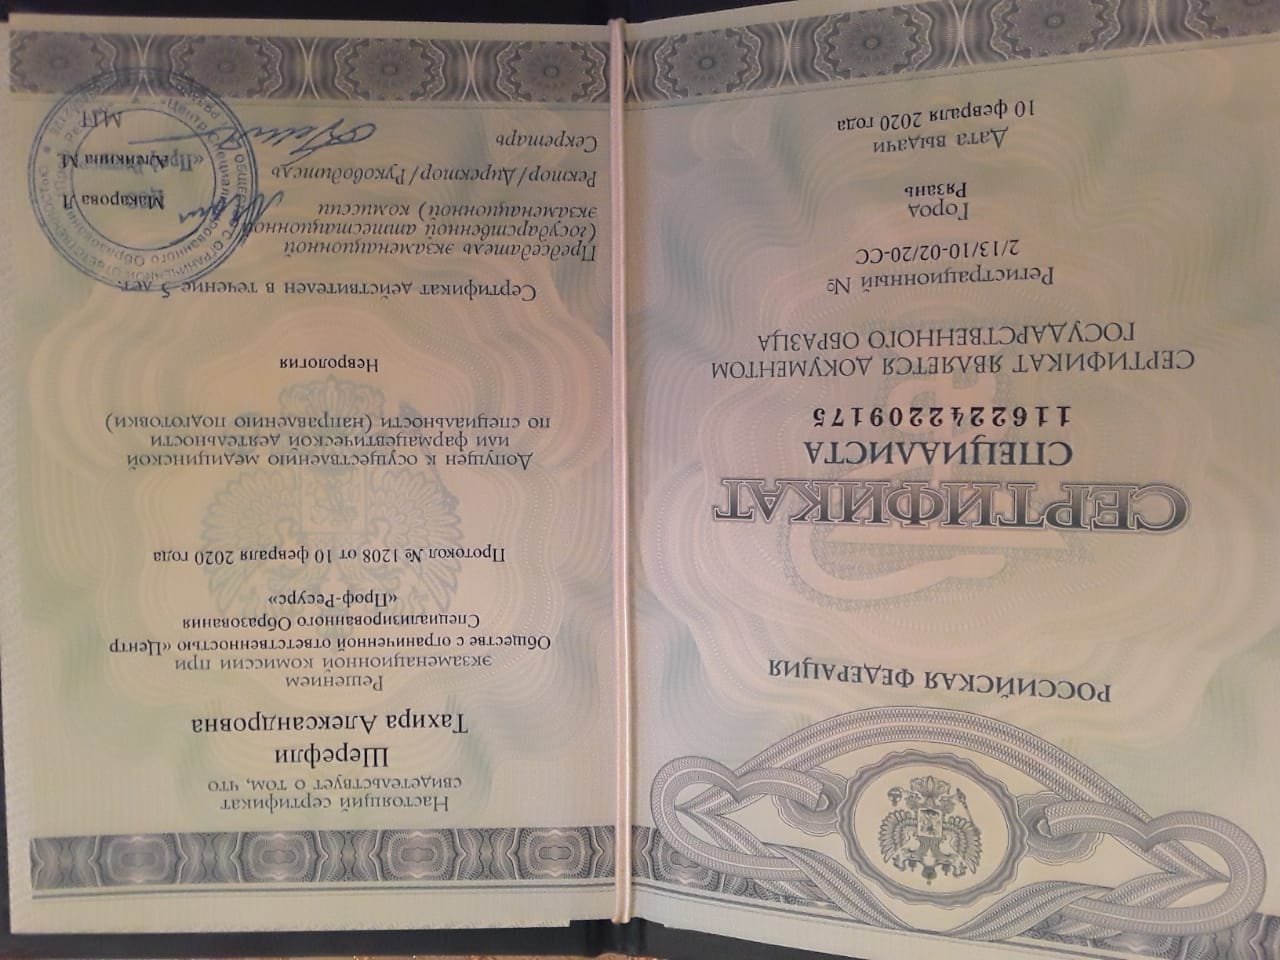 РОССИЙСКАЯ ФЕДЕРАЦИЯ
СЕРТИФИКАТ
СПЕЦИАЛИСТА
1162242209175
СЕРТИФИКАТ ЯВЛЯЕТСЯ ДОКУМЕНТОМ
ГОСУДАРСТВЕННОГО ОБРАЗЦА
Регистрационный №
2/13/10-02/20-СС
Город
Рязань
Дата выдачи
10 февраля 2020 года
Настоящий сертификат
свидетельствует о том, что
Шерефли
Тахира Александровна
Решением
экзаменационной комиссии при
Обществе с ограниченной ответственностью «Центр
Специализированного Образования
«Проф-Ресурс»
Протокол № 1208 от 10 февраля 2020 года
Допущен к осуществлению медицинской
или фармацевтической деятельности
по специальности (направлению подготовки)
Неврология
Сертификат действителен в течение 5 лет.
Председатель экзаменационной
(государственной аттестационной
экзаменационной) комиссии
Макарова Л
Ректор/Директор/Руководитель
Аленкина М
Секретарь
М.П.